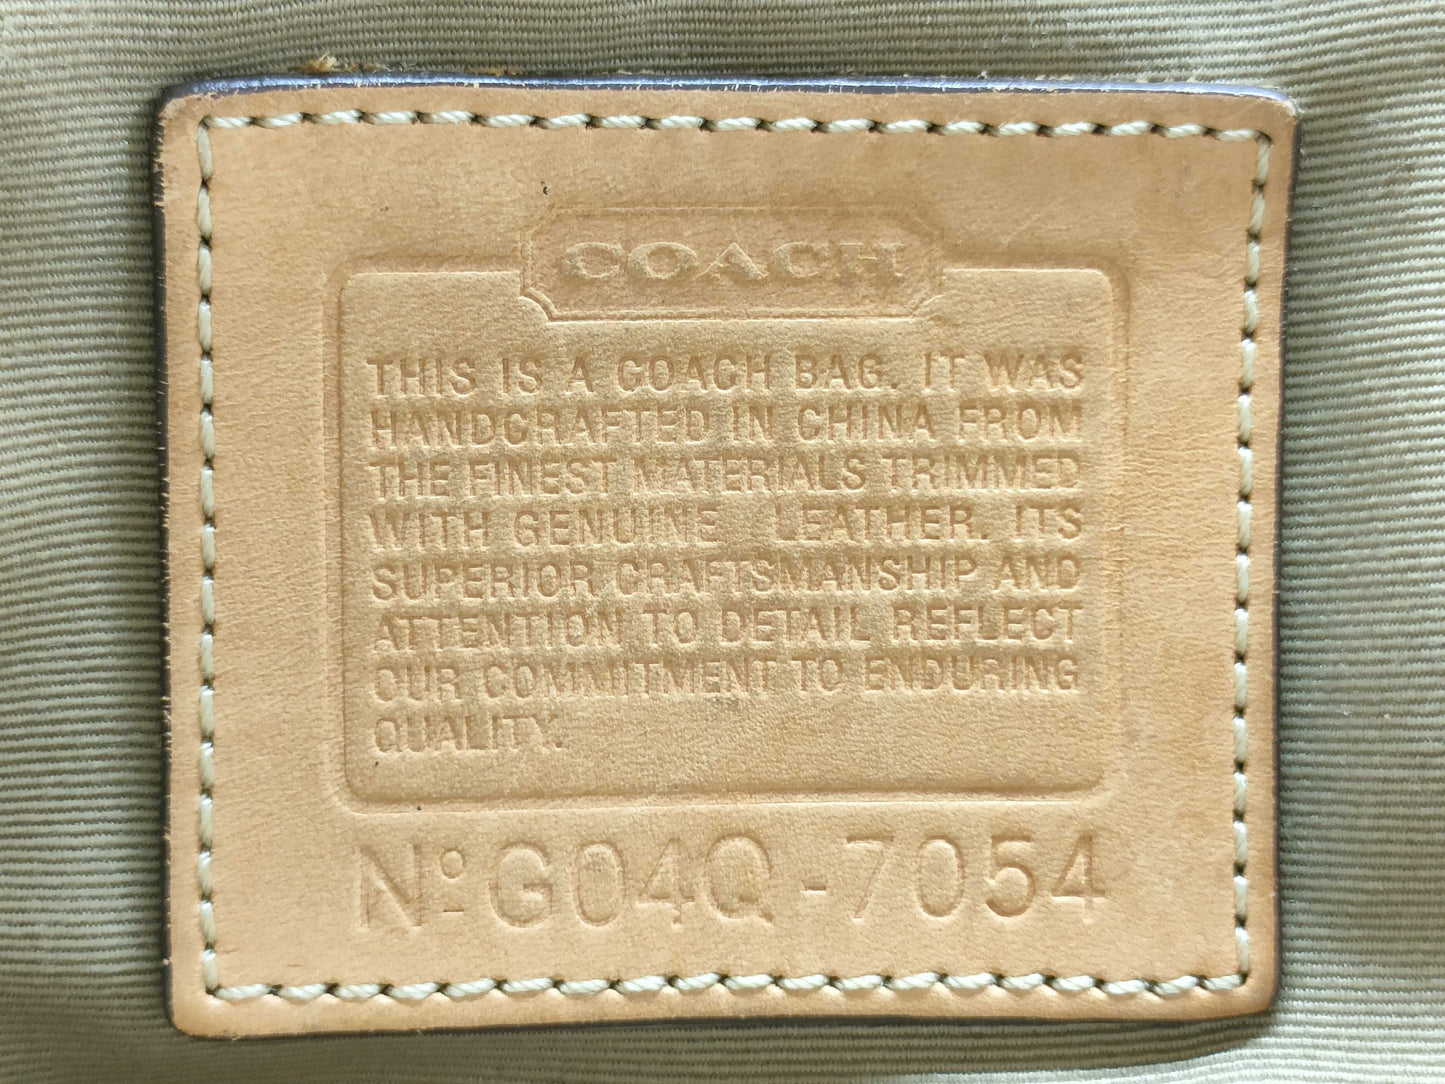 COACH
THIS IS A COACH BAG. IT WAS
HANDCRAFTED IN CHINA FROM
THE FINEST MATERIALS TRIMMED
WITH GENUINE LEATHER. ITS
SUPERIOR CRAFTSMANSHIP AND
ATTENTION TO DETAIL REFLECT
OUR COMMITMENT TO ENDURING
QUALITY.
Nº G04Q-7054